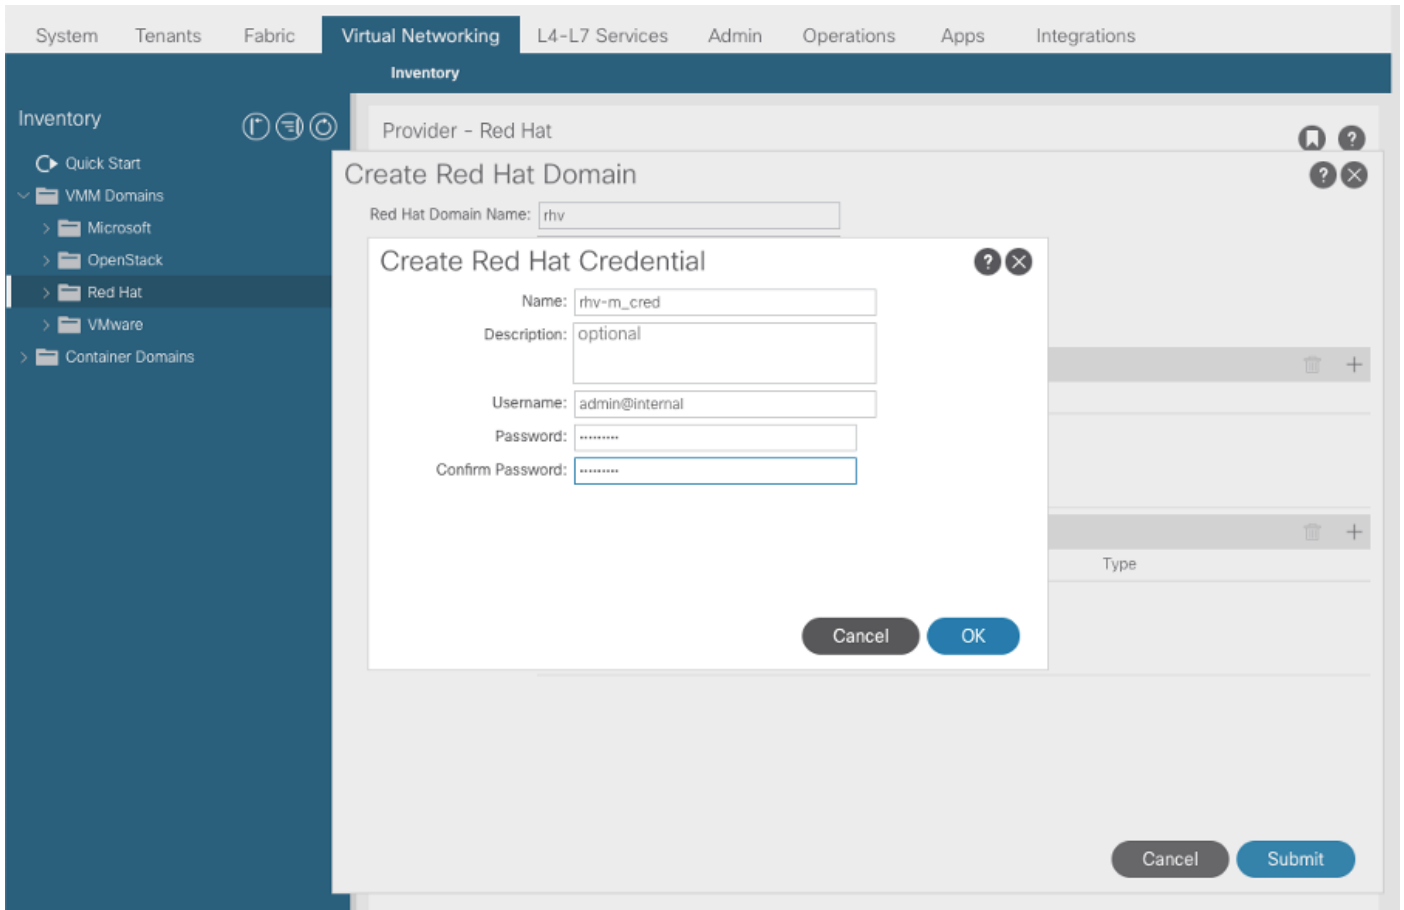 System Tenants Fabric Virtual Networking L4-L7 Services Admin Operations Apps Integrations
Inventory
Inventory
Quick Start
VMM Domains
Microsoft
OpenStack
Red Hat
VMware
Container Domains
Provider - Red Hat
Create Red Hat Domain
Red Hat Domain Name: rhv
Create Red Hat Credential
Name: rhv-m_cred
Description: optional
Username: admin@internal
Password: ·········
Confirm Password: ·········
Cancel OK
Type
Cancel Submit